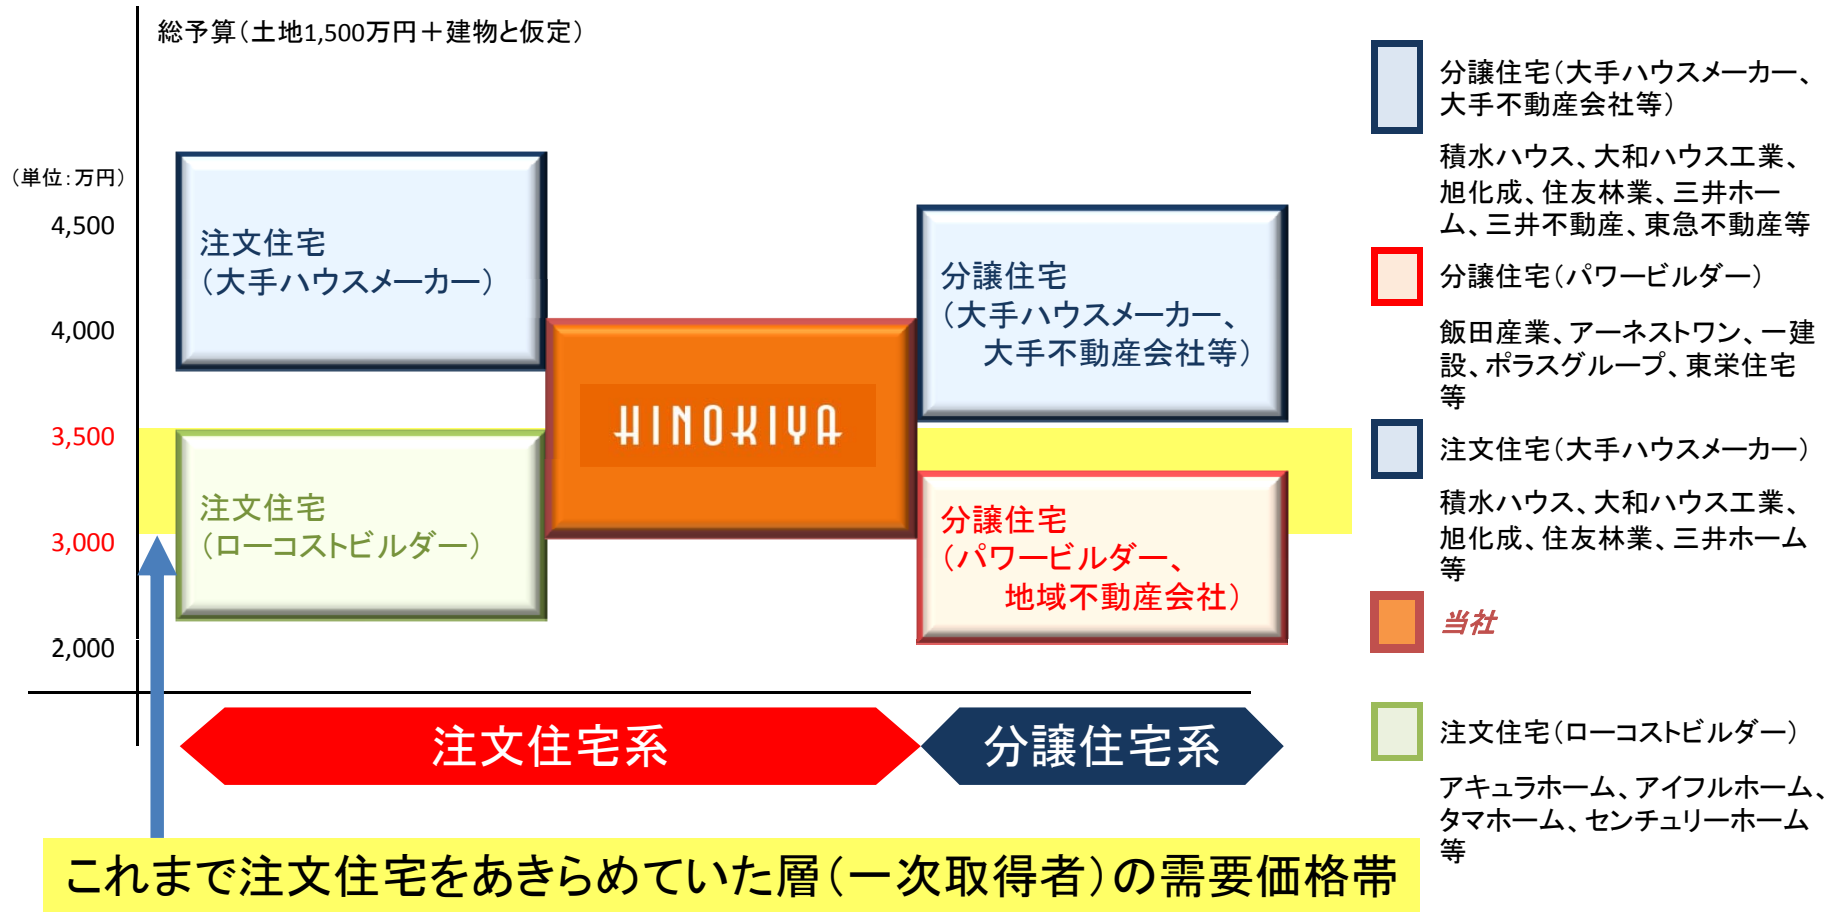 総予算（土地1,500万円＋建物と仮定）
（単位：万円）
4,500
4,000
3,500
3,000
2,000
注文住宅
（大手ハウスメーカー）
注文住宅
（ローコストビルダー）
HINOKIYA
分譲住宅
（大手ハウスメーカー、
大手不動産会社等）
分譲住宅
（パワービルダー、
地域不動産会社）
注文住宅系
分譲住宅系
これまで注文住宅をあきらめていた層（一次取得者）の需要価格帯
分譲住宅（大手ハウスメーカー、
大手不動産会社等）
積水ハウス、大和ハウス工業、
旭化成、住友林業、三井ホー
ム、三井不動産、東急不動産等
分譲住宅（パワービルダー）
飯田産業、アーネストワン、一建
設、ポラスグループ、東栄住宅
等
注文住宅（大手ハウスメーカー）
積水ハウス、大和ハウス工業、
旭化成、住友林業、三井ホーム
等
当社
注文住宅（ローコストビルダー）
アキュラホーム、アイフルホーム、
タマホーム、センチュリーホーム
等